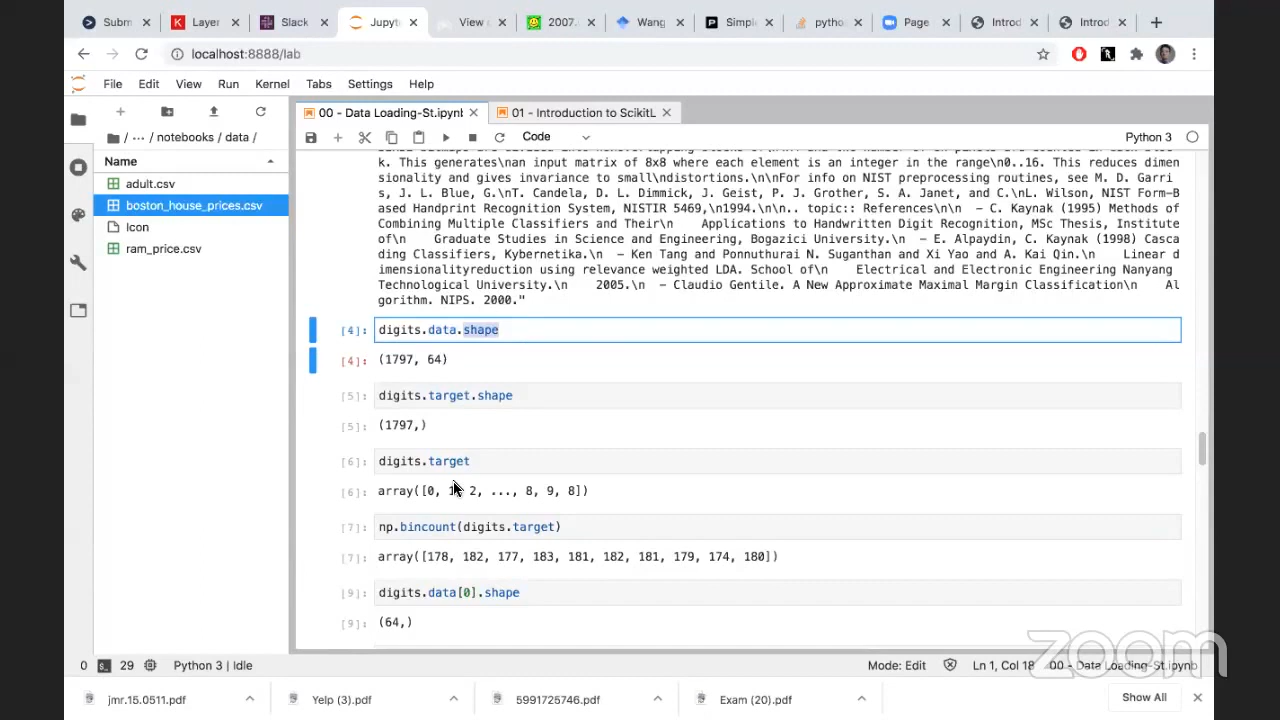 Subm
Layer
Slack
Jupyt
View
2007.
Wang
Simple
pytho
Page
Introd
Introd
localhost:8888/lab
File Edit View Run Kernel Tabs Settings Help
00 - Data Loading-St.ipynb
01 - Introduction to ScikitL
/ ··· / notebooks / data /
Code
Python 3
Name
adult.csv
boston_house_prices.csv
Icon
ram_price.csv
k. This generates\nan input matrix of 8x8 where each element is an integer in the range\n0..16. This reduces dimen
sionality and gives invariance to small\ndistortions.\n\nFor info on NIST preprocessing routines, see M. D. Garri
s, J. L. Blue, G.\nT. Candela, D. L. Dimmick, J. Geist, P. J. Grother, S. A. Janet, and C.\nL. Wilson, NIST Form-B
ased Handprint Recognition System, NISTIR 5469,\n1994.\n\n.. topic:: References\n\n  - C. Kaynak (1995) Methods of
Combining Multiple Classifiers and Their\n    Applications to Handwritten Digit Recognition, MSc Thesis, Institute
of\n    Graduate Studies in Science and Engineering, Bogazici University.\n  - E. Alpaydin, C. Kaynak (1998) Casca
ding Classifiers, Kybernetika.\n  - Ken Tang and Ponnuthurai N. Suganthan and Xi Yao and A. Kai Qin.\n    Linear d
imensionalityreduction using relevance weighted LDA. School of\n    Electrical and Electronic Engineering Nanyang
Technological University.\n    2005.\n  - Claudio Gentile. A New Approximate Maximal Margin Classification\n    Al
gorithm. NIPS. 2000."
[4]: digits.data.shape
[4]: (1797, 64)
[5]: digits.target.shape
[5]: (1797,)
[6]: digits.target
[6]: array([0, 1, 2, ..., 8, 9, 8])
[7]: np.bincount(digits.target)
[7]: array([178, 182, 177, 183, 181, 182, 181, 179, 174, 180])
[9]: digits.data[0].shape
[9]: (64,)
0 29 Python 3 | Idle
Mode: Edit Ln 1, Col 18 00 - Data Loading-St.ipynb
zoom
jmr.15.0511.pdf
Yelp (3).pdf
5991725746.pdf
Exam (20).pdf
Show All